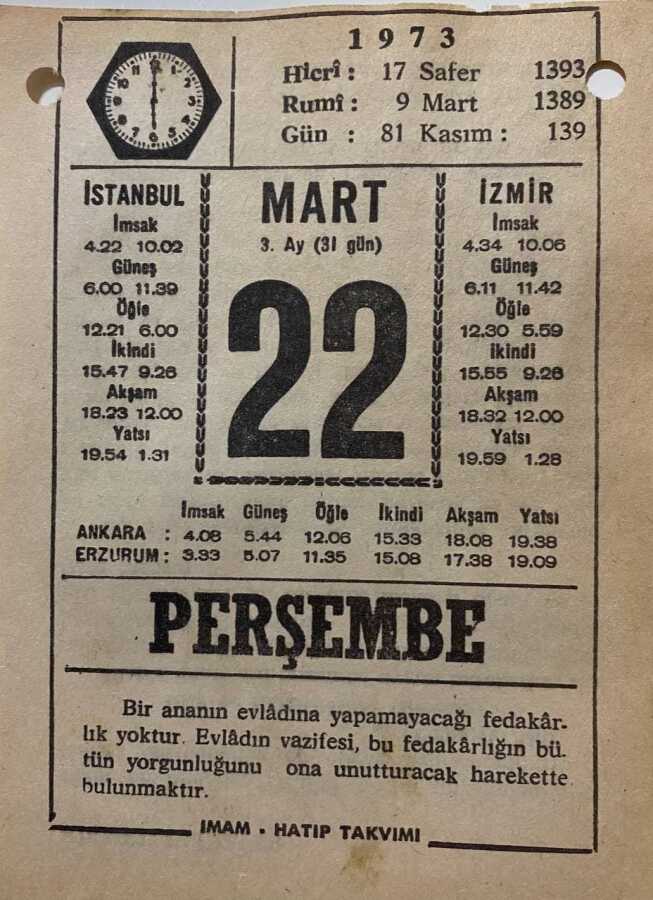 1973
Hicrî : 17 Safer 1393
Rumî : 9 Mart 1389
Gün : 81 Kasım : 139
İSTANBUL
İmsak
4.22 10.02
Güneş
6.00 11.39
Öğle
12.21 6.00
İkindi
15.47 9.26
Akşam
18.23 12.00
Yatsı
19.54 1.31
MART
3. Ay (31 gün)
22
İZMİR
İmsak
4.34 10.06
Güneş
6.11 11.42
Öğle
12.30 5.59
İkindi
15.55 9.26
Akşam
18.32 12.00
Yatsı
19.59 1.28
İmsak Güneş Öğle İkindi Akşam Yatsı
ANKARA : 4.08 5.44 12.06 15.33 18.08 19.38
ERZURUM : 3.33 5.07 11.35 15.08 17.38 19.09
PERŞEMBE
Bir ananın evlâdına yapamayacağı fedakâr-
lık yoktur. Evlâdın vazifesi, bu fedakârlığın bü-
tün yorgunluğunu ona unutturacak harekette
bulunmaktır.
İMAM - HATİP TAKVİMİ